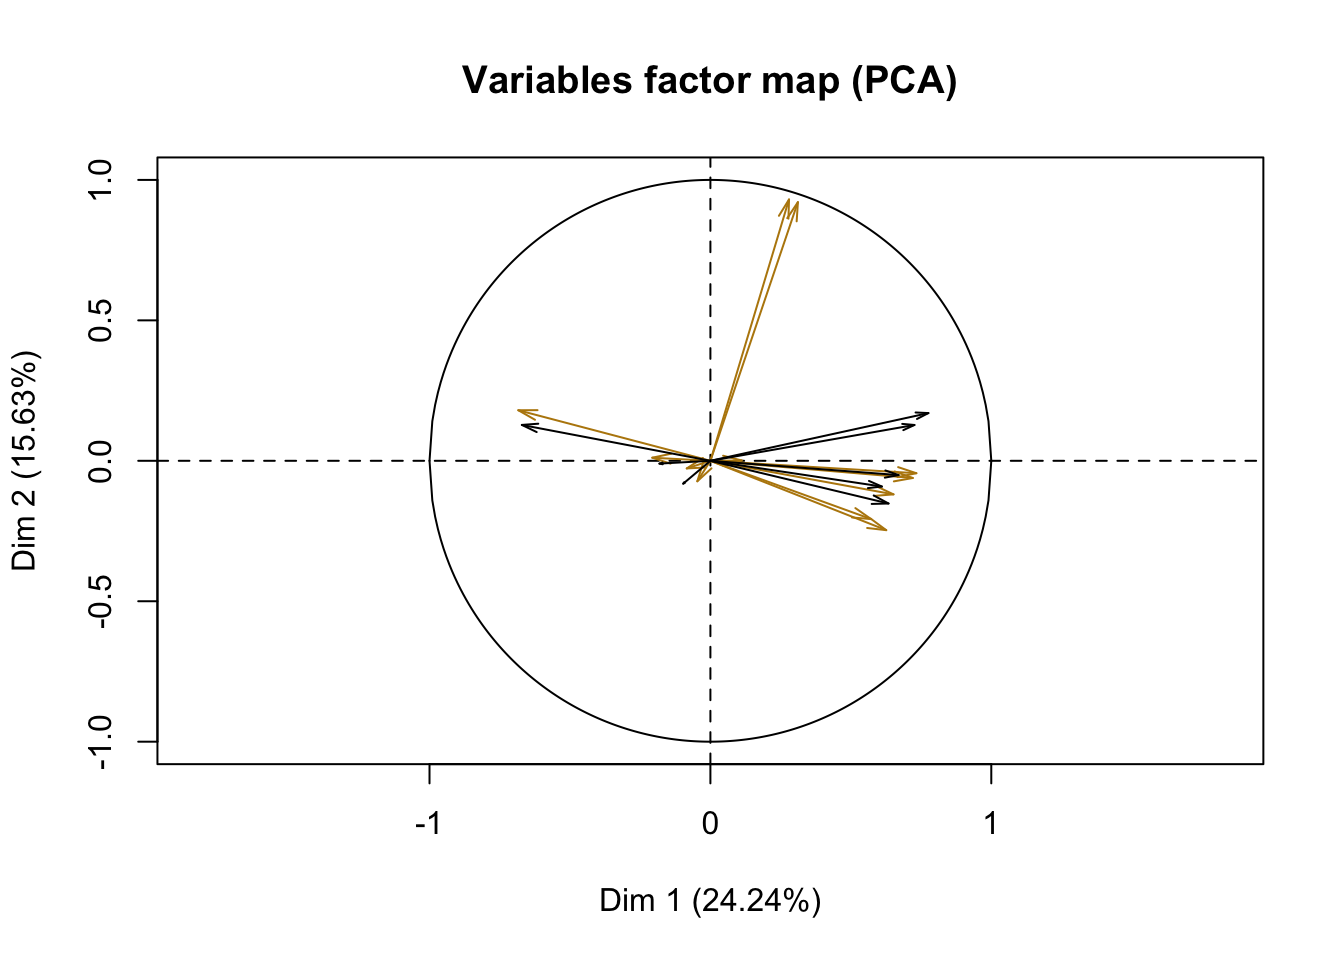 Variables factor map (PCA)
1.0
0.5
0.0
-0.5
-1.0
Dim 2 (15.63%)
-1
0
1
Dim 1 (24.24%)